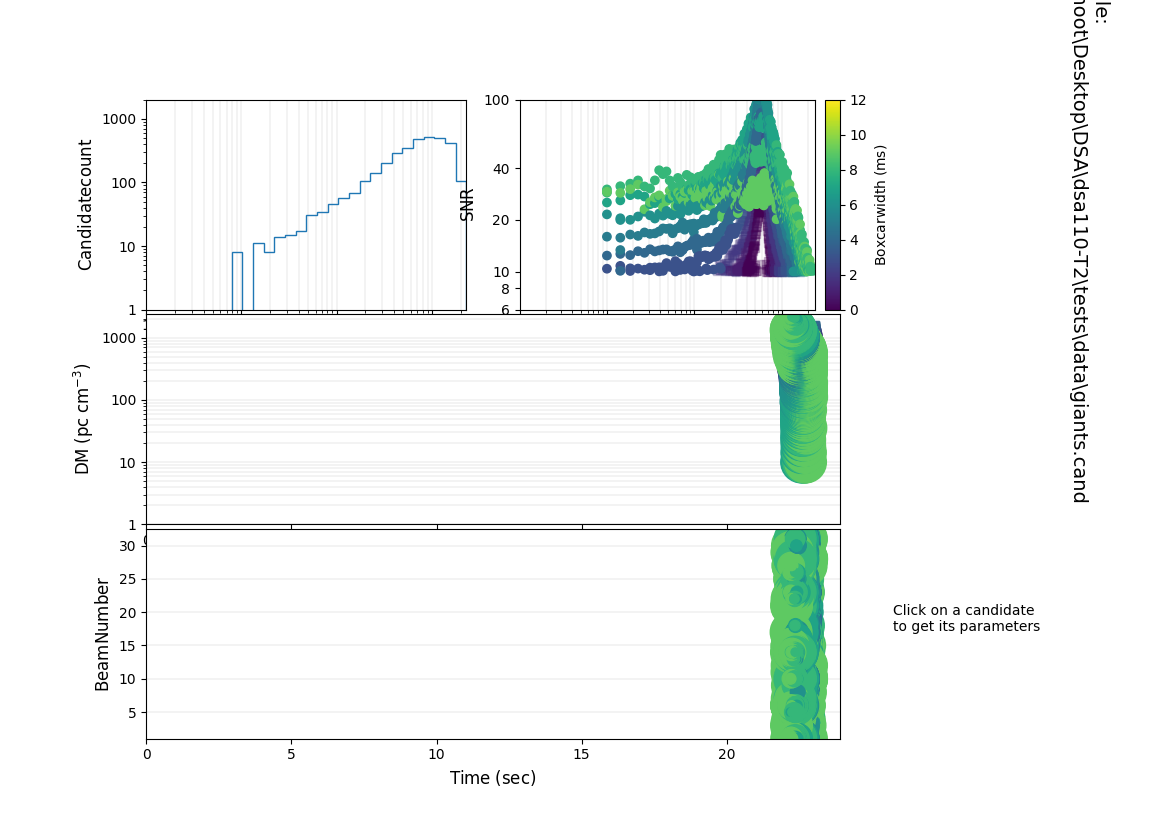 le:
noot\Desktop\DSA\dsa110-T2\tests\data\giants.cand
Candidatecount
1000
100
10
1
SNR
100
40
20
10
8
6
12
10
8
6
4
2
0
Boxcarwidth (ms)
DM (pc cm⁻³)
1000
100
10
1
BeamNumber
30
25
20
15
10
5
0 5 10 15 20
Time (sec)
Click on a candidate
to get its parameters